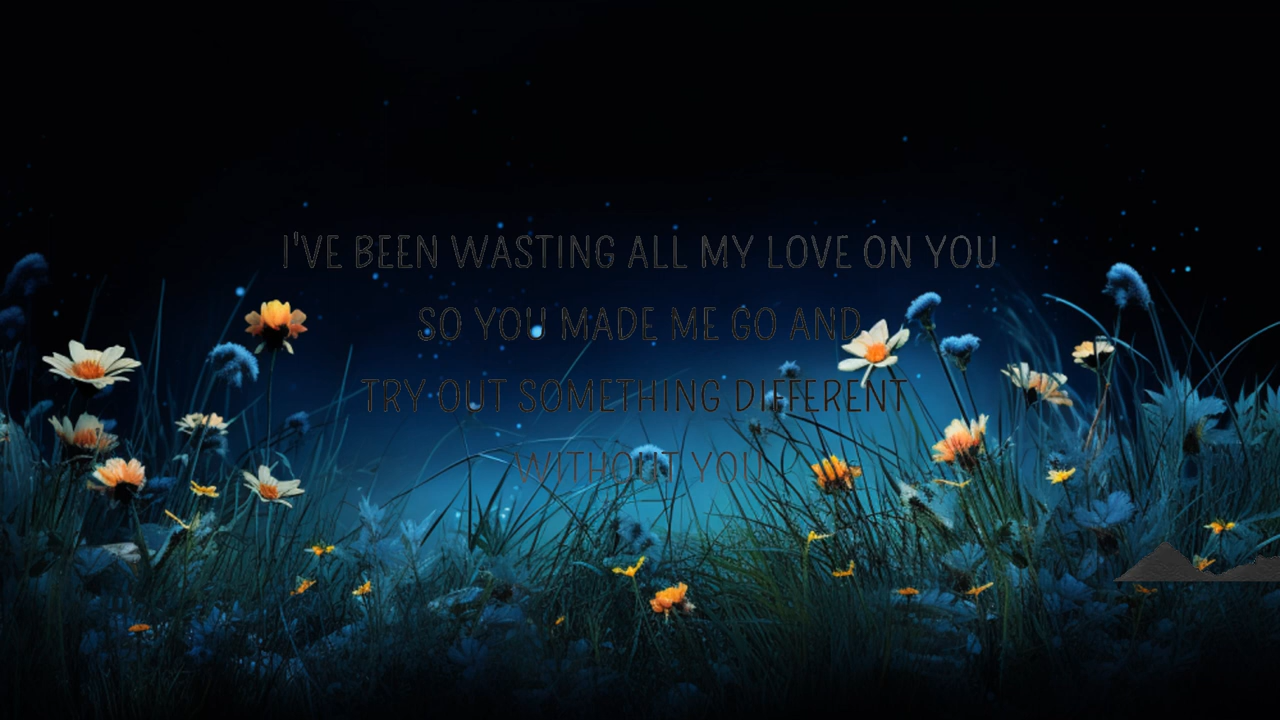 I'VE BEEN WASTING ALL MY LOVE ON YOU
SO YOU MADE ME GO AND
TRY OUT SOMETHING DIFFERENT
WITHOUT YOU